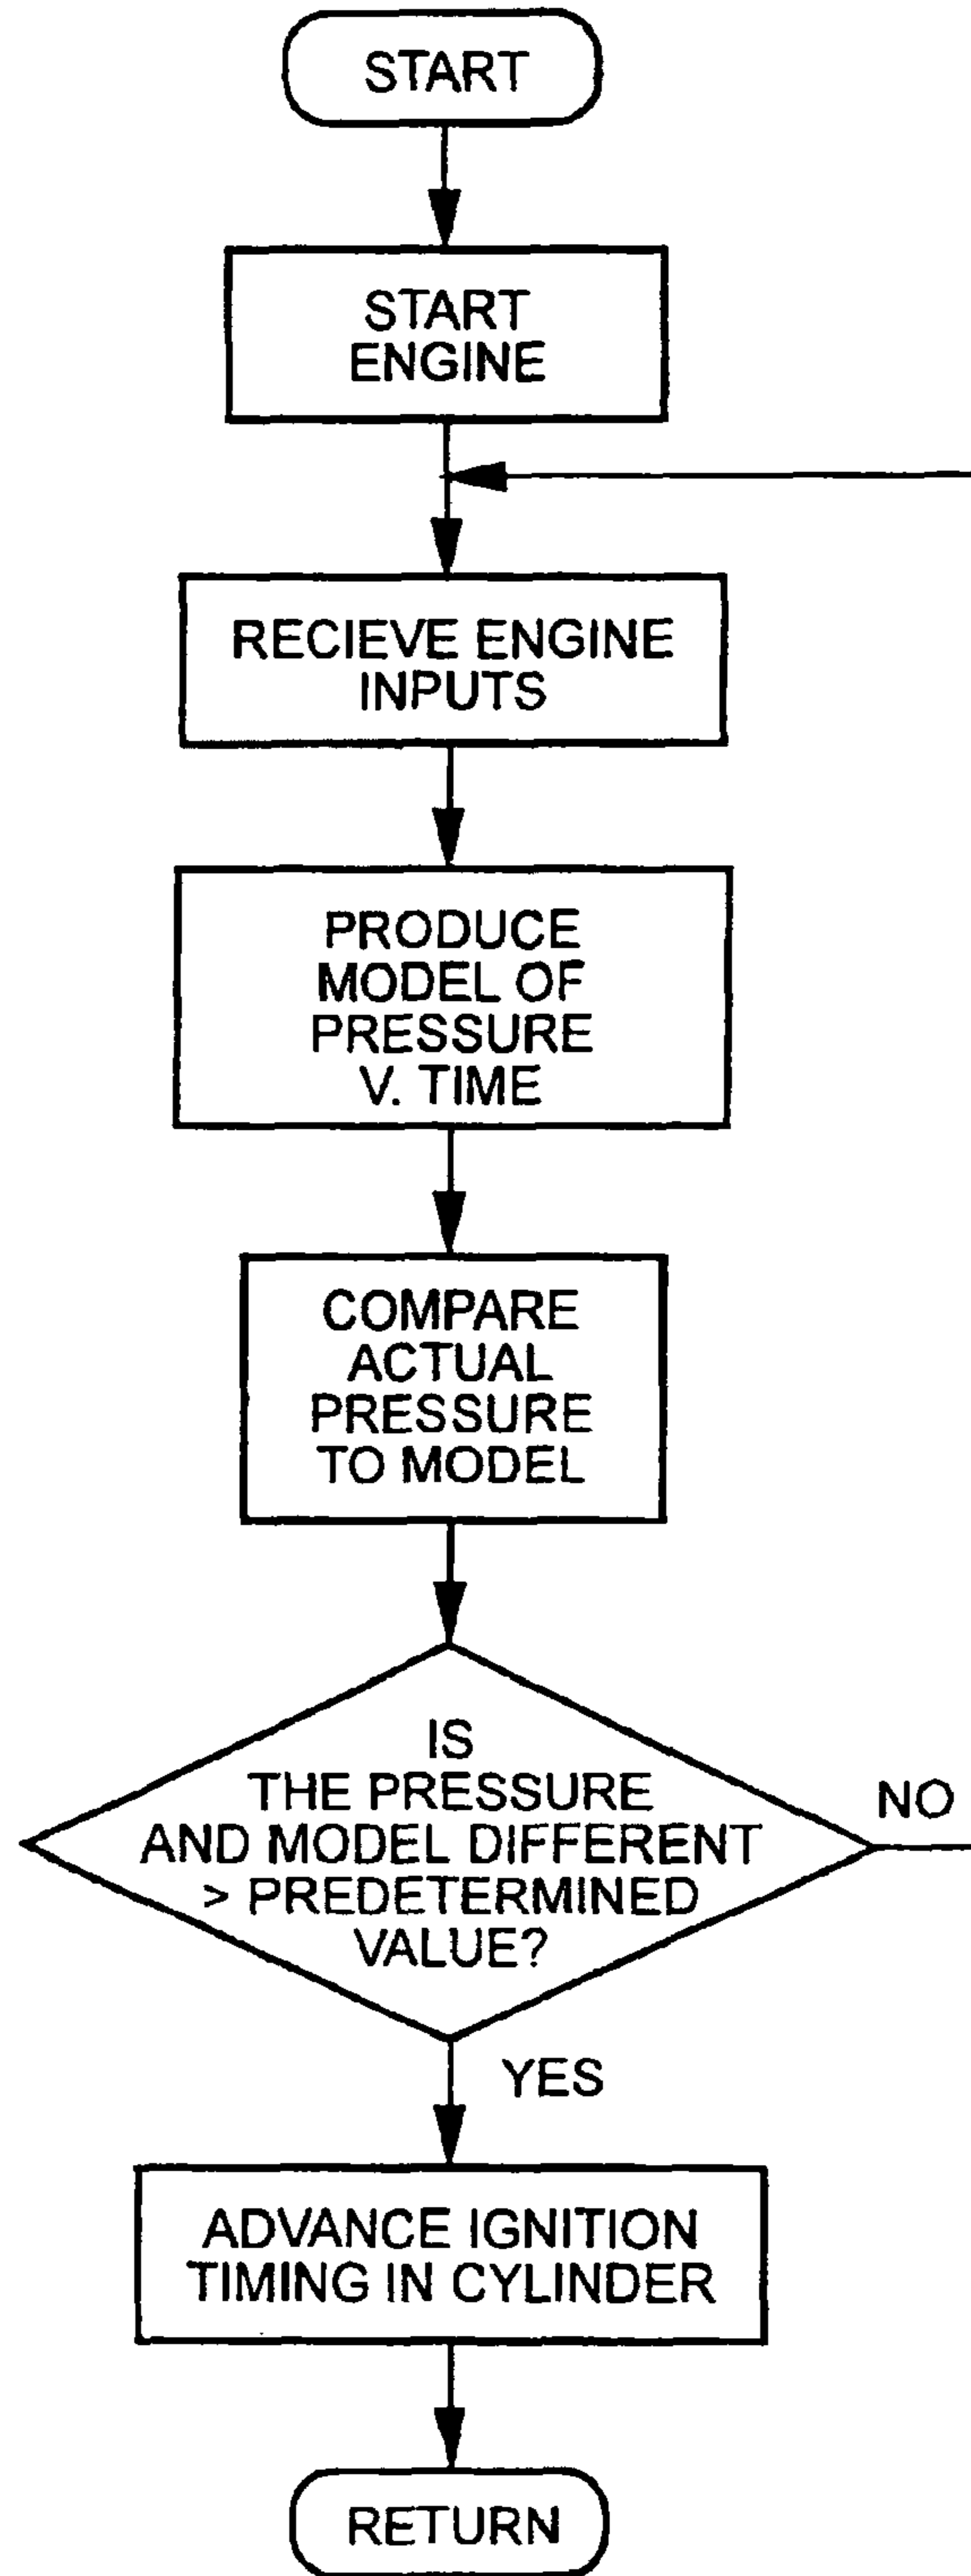 START
START
ENGINE
RECIEVE ENGINE
INPUTS
PRODUCE
MODEL OF
PRESSURE
V. TIME
COMPARE
ACTUAL
PRESSURE
TO MODEL
IS
THE PRESSURE
AND MODEL DIFFERENT
> PREDETERMINED
VALUE?
NO
YES
ADVANCE IGNITION
TIMING IN CYLINDER
RETURN